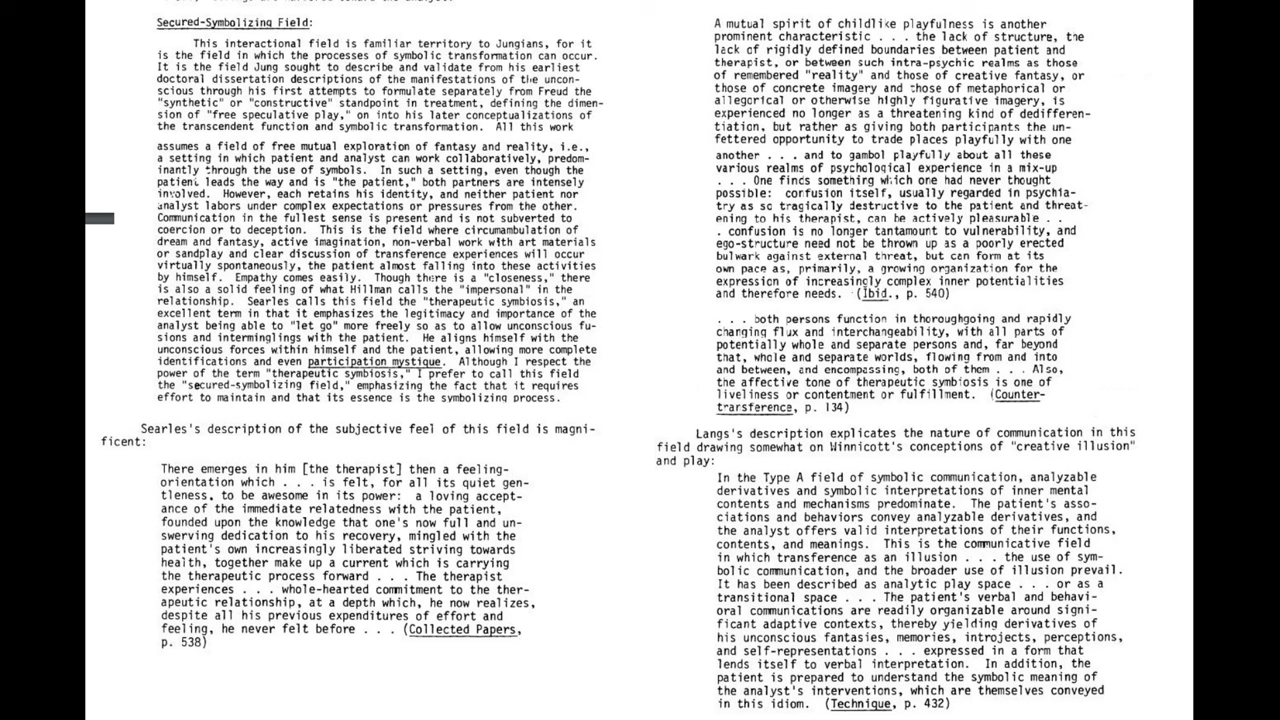 Secured-Symbolizing Field:
This interactional field is familiar territory to Jungians, for it
is the field in which the processes of symbolic transformation can occur.
It is the field Jung sought to describe and validate from his earliest
doctoral dissertation descriptions of the manifestations of the uncon-
scious through his first attempts to formulate separately from Freud the
"synthetic" or "constructive" standpoint in treatment, defining the dimen-
sion of "free speculative play," on into his later conceptualizations of
the transcendent function and symbolic transformation. All this work
assumes a field of free mutual exploration of fantasy and reality, i.e.,
a setting in which patient and analyst can work collaboratively, predom-
inantly through the use of symbols. In such a setting, even though the
patient leads the way and is "the patient," both partners are intensely
involved. However, each retains his identity, and neither patient nor
analyst labors under complex expectations or pressures from the other.
Communication in the fullest sense is present and is not subverted to
coercion or to deception. This is the field where circumambulation of
dream and fantasy, active imagination, non-verbal work with art materials
or sandplay and clear discussion of transference experiences will occur
virtually spontaneously, the patient almost falling into these activities
by himself. Empathy comes easily. Though there is a "closeness," there
is also a solid feeling of what Hillman calls the "impersonal" in the
relationship. Searles calls this field the "therapeutic symbiosis," an
excellent term in that it emphasizes the legitimacy and importance of the
analyst being able to "let go" more freely so as to allow unconscious fu-
sions and interminglings with the patient. He aligns himself with the
unconscious forces within himself and the patient, allowing more complete
identifications and even participation mystique. Although I respect the
power of the term "therapeutic symbiosis," I prefer to call this field
the "secured-symbolizing field," emphasizing the fact that it requires
effort to maintain and that its essence is the symbolizing process.
Searles's description of the subjective feel of this field is magni-
ficent:
There emerges in him [the therapist] then a feeling-
orientation which . . . is felt, for all its quiet gen-
tleness, to be awesome in its power: a loving accept-
ance of the immediate relatedness with the patient,
founded upon the knowledge that one's now full and un-
swerving dedication to his recovery, mingled with the
patient's own increasingly liberated striving towards
health, together make up a current which is carrying
the therapeutic process forward . . . The therapist
experiences . . . whole-hearted commitment to the ther-
apeutic relationship, at a depth which, he now realizes,
despite all his previous expenditures of effort and
feeling, he never felt before . . . (Collected Papers,
p. 538)
A mutual spirit of childlike playfulness is another
prominent characteristic . . . the lack of structure, the
lack of rigidly defined boundaries between patient and
therapist, or between such intra-psychic realms as those
of remembered "reality" and those of creative fantasy, or
those of concrete imagery and those of metaphorical or
allegorical or otherwise highly figurative imagery, is
experienced no longer as a threatening kind of dedifferen-
tiation, but rather as giving both participants the un-
fettered opportunity to trade places playfully with one
another . . . and to gambol playfully about all these
various realms of psychological experience in a mix-up
. . . One finds something which one had never thought
possible: confusion itself, usually regarded in psychia-
try as so tragically destructive to the patient and threat-
ening to his therapist, can be actively pleasurable . .
. confusion is no longer tantamount to vulnerability, and
ego-structure need not be thrown up as a poorly erected
bulwark against external threat, but can form at its
own pace as, primarily, a growing organization for the
expression of increasingly complex inner potentialities
and therefore needs. (Ibid., p. 540)
. . . both persons function in thoroughgoing and rapidly
changing flux and interchangeability, with all parts of
potentially whole and separate persons and, far beyond
that, whole and separate worlds, flowing from and into
and between, and encompassing, both of them . . . Also,
the affective tone of therapeutic symbiosis is one of
liveliness or contentment or fulfillment. (Counter-
transference, p. 134)
Langs's description explicates the nature of communication in this
field drawing somewhat on Winnicott's conceptions of "creative illusion"
and play:
In the Type A field of symbolic communication, analyzable
derivatives and symbolic interpretations of inner mental
contents and mechanisms predominate. The patient's asso-
ciations and behaviors convey analyzable derivatives, and
the analyst offers valid interpretations of their functions,
contents, and meanings. This is the communicative field
in which transference as an illusion . . . the use of sym-
bolic communication, and the broader use of illusion prevail.
It has been described as analytic play space . . . or as a
transitional space . . . The patient's verbal and behavi-
oral communications are readily organizable around signi-
ficant adaptive contexts, thereby yielding derivatives of
his unconscious fantasies, memories, introjects, perceptions,
and self-representations . . . expressed in a form that
lends itself to verbal interpretation. In addition, the
patient is prepared to understand the symbolic meaning of
the analyst's interventions, which are themselves conveyed
in this idiom. (Technique, p. 432)